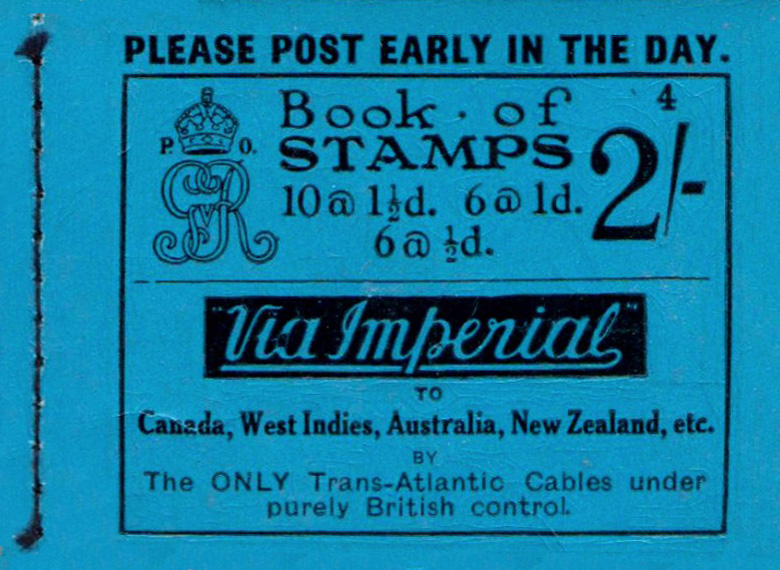 PLEASE POST EARLY IN THE DAY.
P. O.
GR
Book · of
4
STAMPS
2/-
10 @ 1½d. 6 @ 1d.
6 @ ½d.
"Via Imperial"
TO
Canada, West Indies, Australia, New Zealand, etc.
BY
The ONLY Trans-Atlantic Cables under
purely British control.